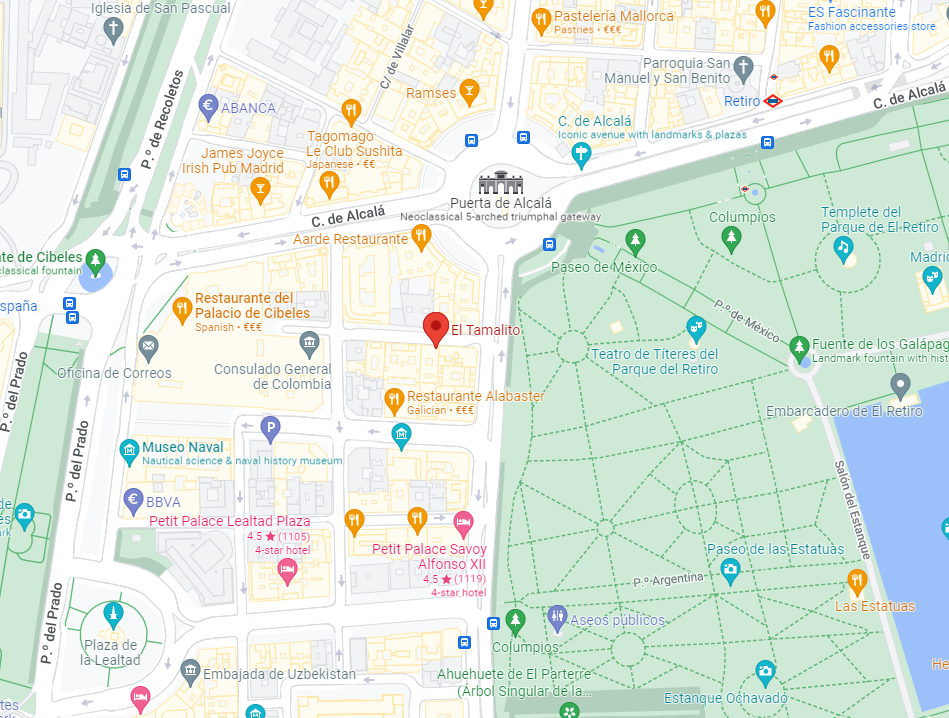 Iglesia de San Pascual
Pastelería Mallorca
Pastries • €€€
ES Fascinante
Fashion accessories store
C/ de Villalar
P.º de Recoletos
Parroquia San
Manuel y San Benito
Retiro
C. de Alcalá
Ramses
ABANCA
C. de Alcalá
Iconic avenue with landmarks & plazas
Tagomago
Le Club Sushita
Japanese • €€
James Joyce
Irish Pub Madrid
Puerta de Alcalá
Neoclassical 5-arched triumphal gateway
C. de Alcalá
Columpios
Templete del
Parque de El Retiro
Aarde Restaurante
nte de Cibeles
classical fountain
Paseo de México
Madrid
España
Restaurante del
Palacio de Cibeles
Spanish • €€€
P.º de México
El Tamalito
Teatro de Títeres del
Parque del Retiro
Fuente de los Galápag
Landmark fountain with hist
Oficina de Correos
Consulado General
de Colombia
P.º del Prado
Restaurante Alabaster
Galician • €€€
Embarcadero de El Retiro
P
P.º del Prado
Museo Naval
Nautical science & naval history museum
Salón del Estanque
BBVA
Petit Palace Lealtad Plaza
4.5 ★ (1105)
4-star hotel
Petit Palace Savoy
Alfonso XII
4.5 ★ (1119)
4-star hotel
Paseo de las Estatuas
P.º Argentina
Las Estatuas
P.º del Prado
Aseos públicos
Columpios
Plaza de
la Lealtad
Embajada de Uzbekistan
Ahuehuete de El Parterre
(Árbol Singular de la...
Estanque Ochavado
He